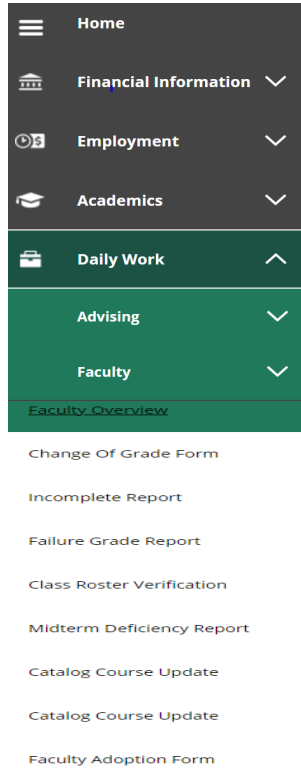 Home
Financial Information
Employment
Academics
Daily Work
Advising
Faculty
Faculty Overview
Change Of Grade Form
Incomplete Report
Failure Grade Report
Class Roster Verification
Midterm Deficiency Report
Catalog Course Update
Catalog Course Update
Faculty Adoption Form